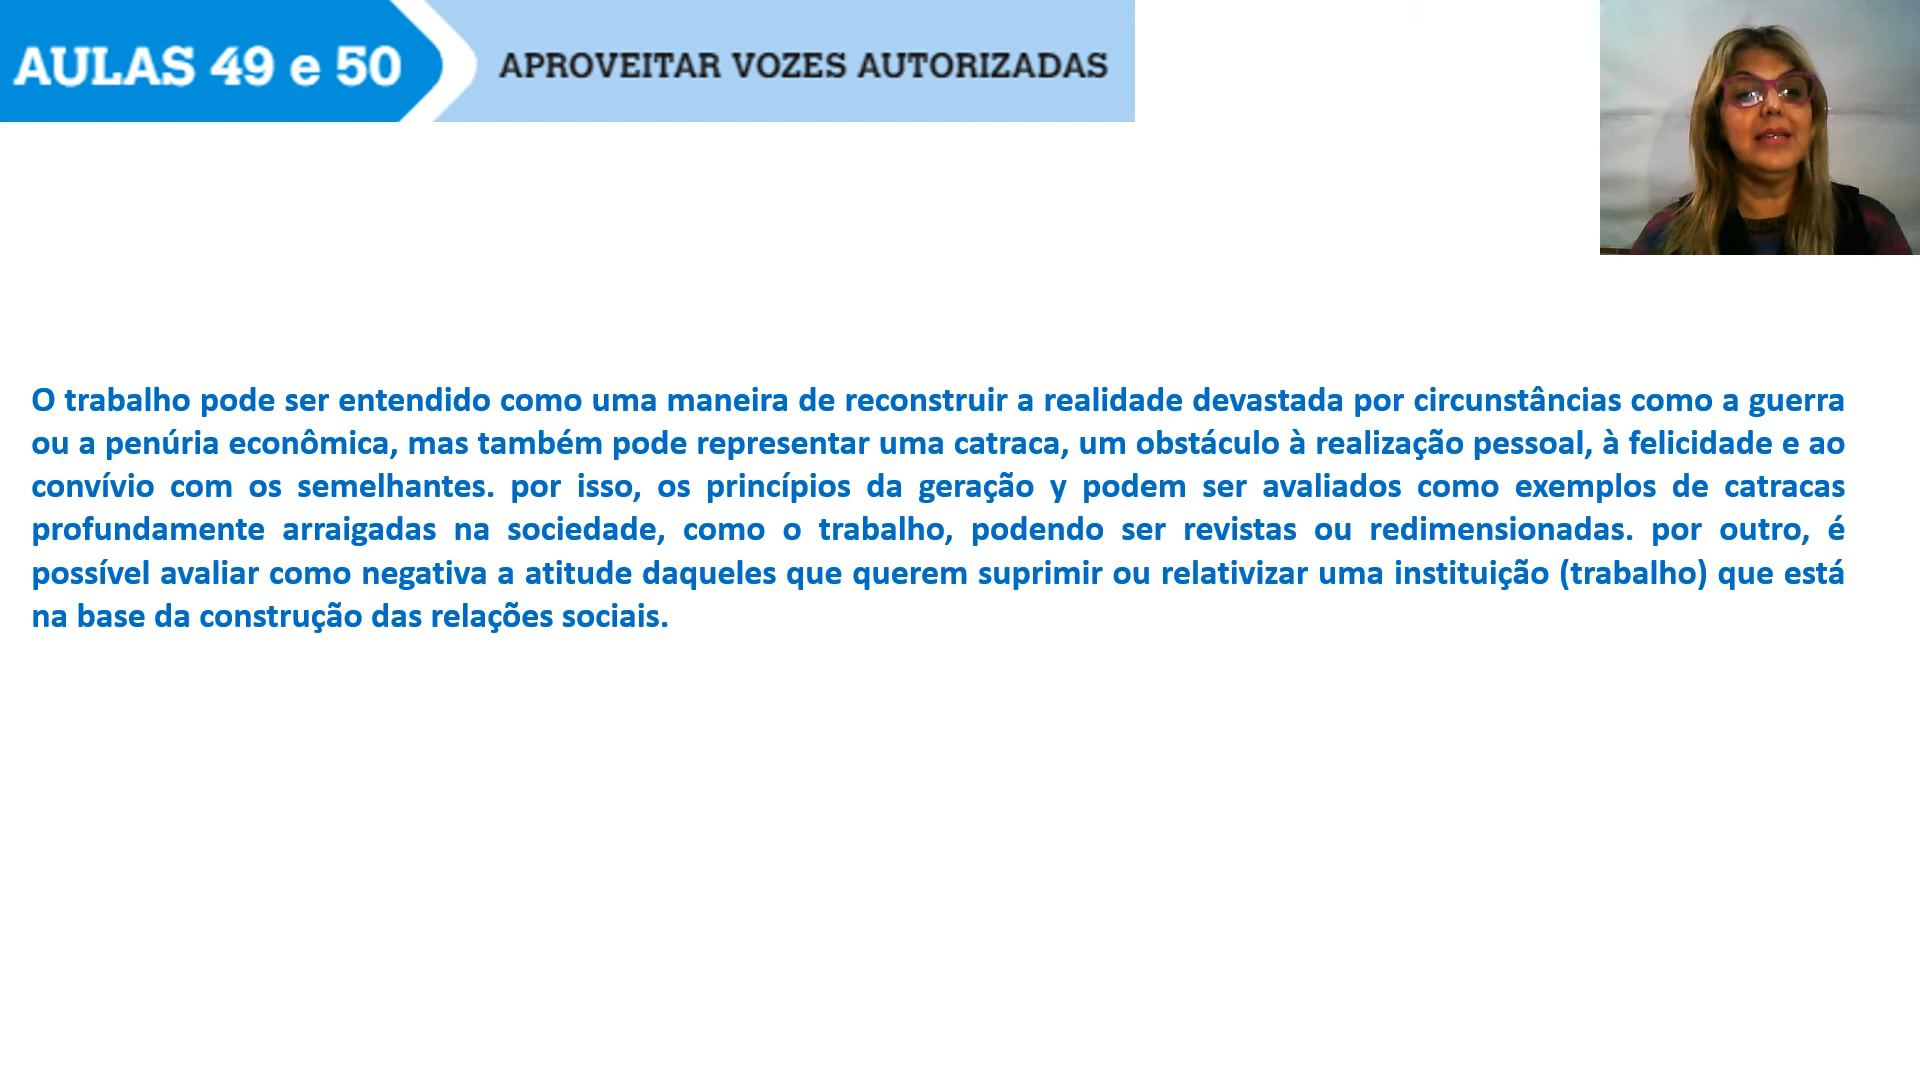 AULAS 49 e 50
APROVEITAR VOZES AUTORIZADAS
O trabalho pode ser entendido como uma maneira de reconstruir a realidade devastada por circunstâncias como a guerra
ou a penúria econômica, mas também pode representar uma catraca, um obstáculo à realização pessoal, à felicidade e ao
convívio com os semelhantes. por isso, os princípios da geração y podem ser avaliados como exemplos de catracas
profundamente arraigadas na sociedade, como o trabalho, podendo ser revistas ou redimensionadas. por outro, é
possível avaliar como negativa a atitude daqueles que querem suprimir ou relativizar uma instituição (trabalho) que está
na base da construção das relações sociais.